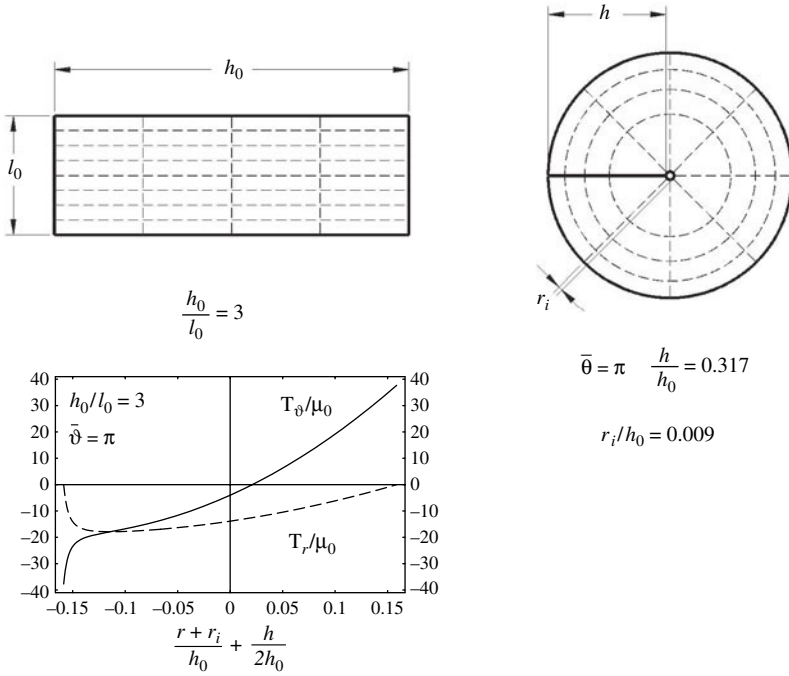 h₀
l₀
h₀/l₀ = 3
h
r_i
θ̄ = π h/h₀ = 0.317
r_i/h₀ = 0.009
40 40
30 30
20 20
10 10
0 0
−10 −10
−20 −20
−30 −30
−40 −40
h₀/l₀ = 3
ϑ̄ = π
T_ϑ/μ₀
T_r/μ₀
−0.15 −0.1 −0.05 0 0.05 0.1 0.15
(r + r_i)/h₀ + h/2h₀